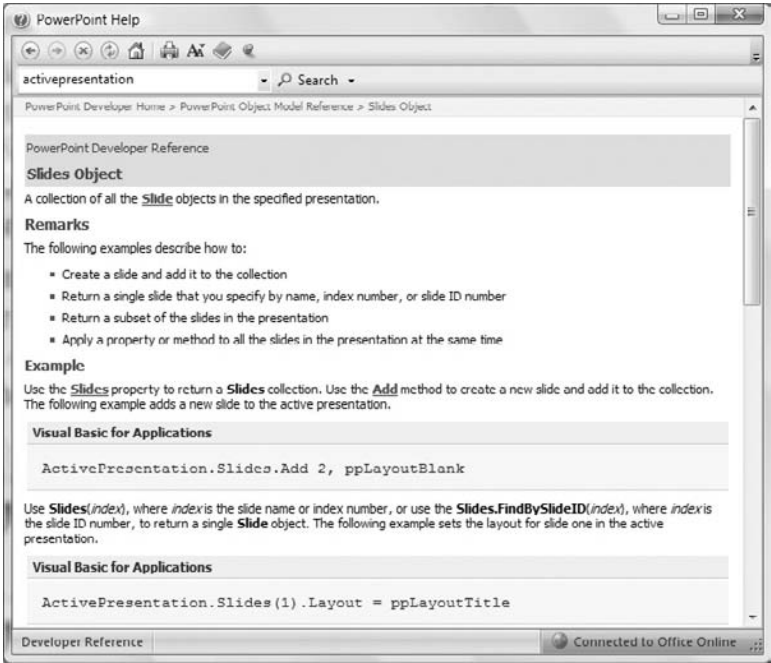 PowerPoint Help
activepresentation
Search
PowerPoint Developer Home > PowerPoint Object Model Reference > Slides Object
PowerPoint Developer Reference
Slides Object
A collection of all the Slide objects in the specified presentation.
Remarks
The following examples describe how to:
Create a slide and add it to the collection
Return a single slide that you specify by name, index number, or slide ID number
Return a subset of the slides in the presentation
Apply a property or method to all the slides in the presentation at the same time
Example
Use the Slides property to return a Slides collection. Use the Add method to create a new slide and add it to the collection.
The following example adds a new slide to the active presentation.
Visual Basic for Applications
ActivePresentation.Slides.Add 2, ppLayoutBlank
Use Slides(index), where index is the slide name or index number, or use the Slides.FindBySlideID(index), where index is
the slide ID number, to return a single Slide object. The following example sets the layout for slide one in the active
presentation.
Visual Basic for Applications
ActivePresentation.Slides(1).Layout = ppLayoutTitle
Developer Reference
Connected to Office Online